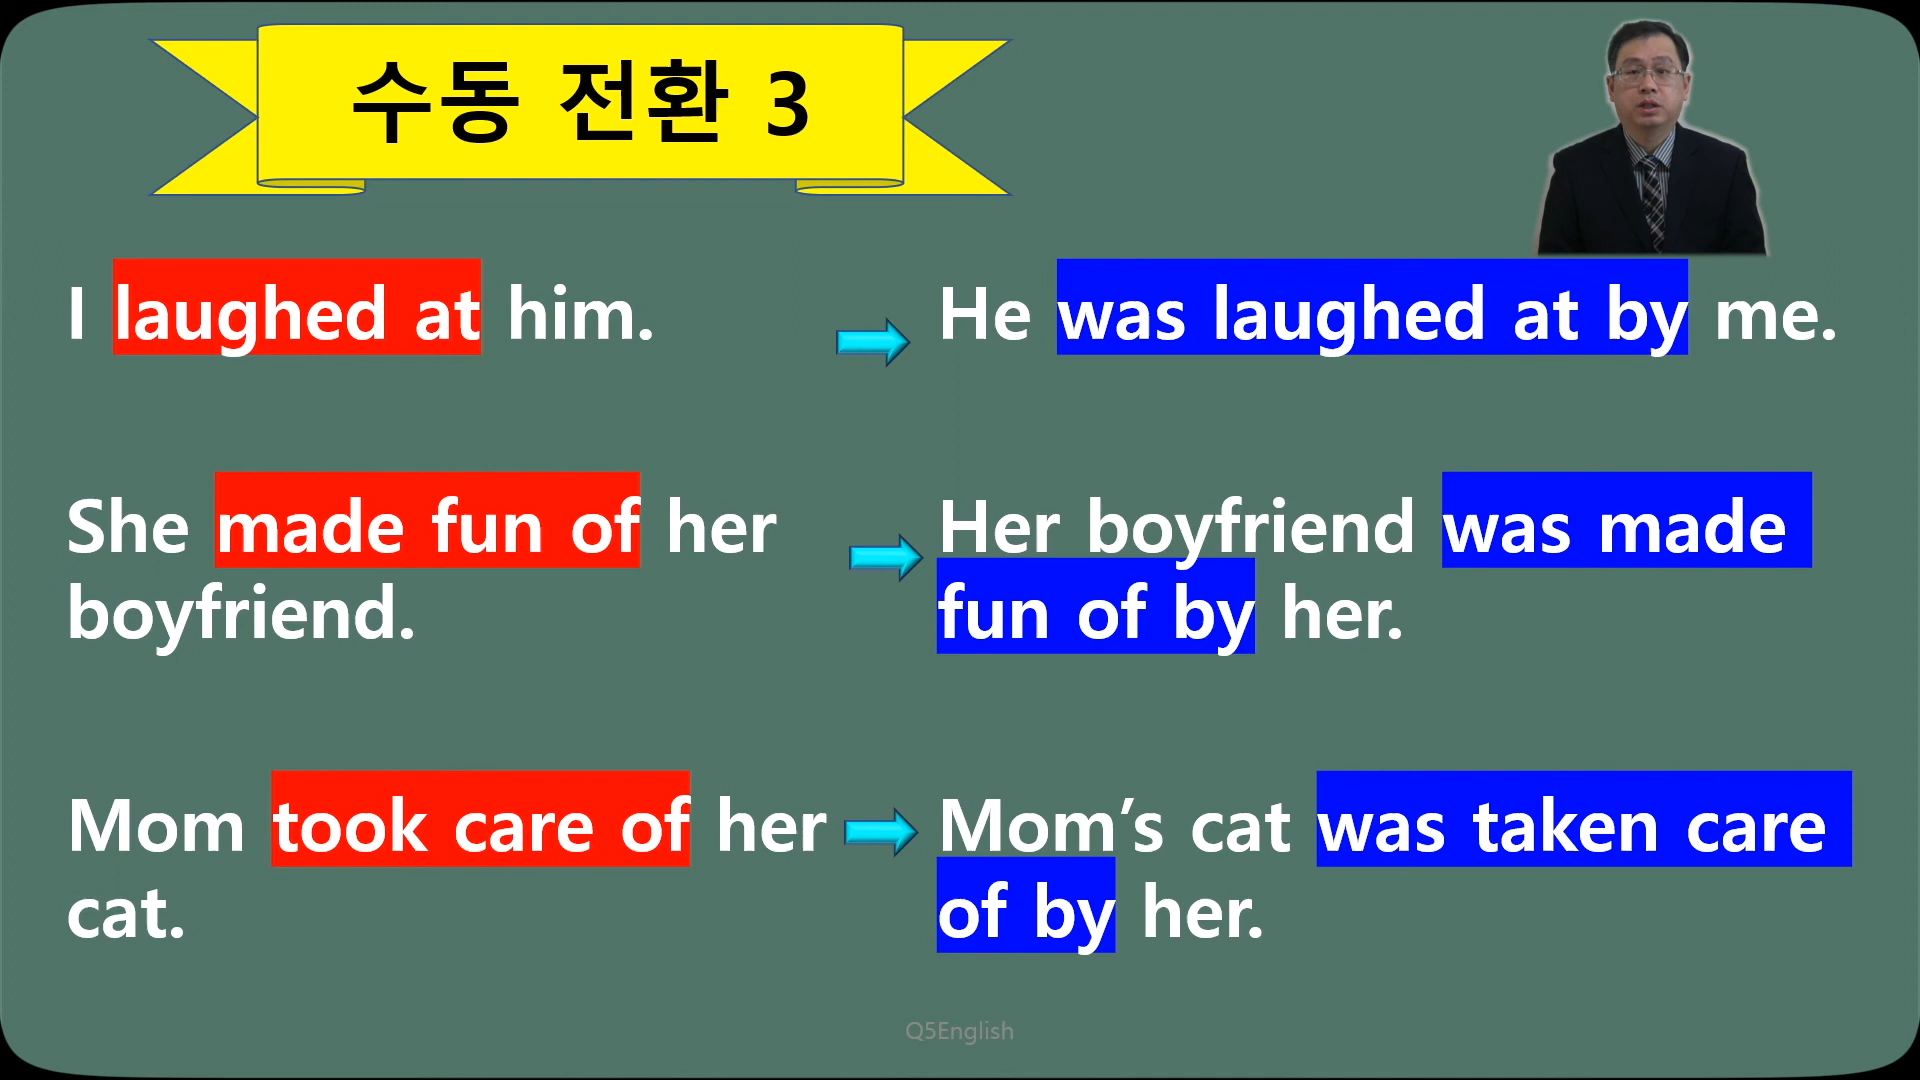 수동 전환 3
I laughed at him.
He was laughed at by me.
She made fun of her
boyfriend.
Her boyfriend was made
fun of by her.
Mom took care of her
cat.
Mom’s cat was taken care
of by her.
Q5English